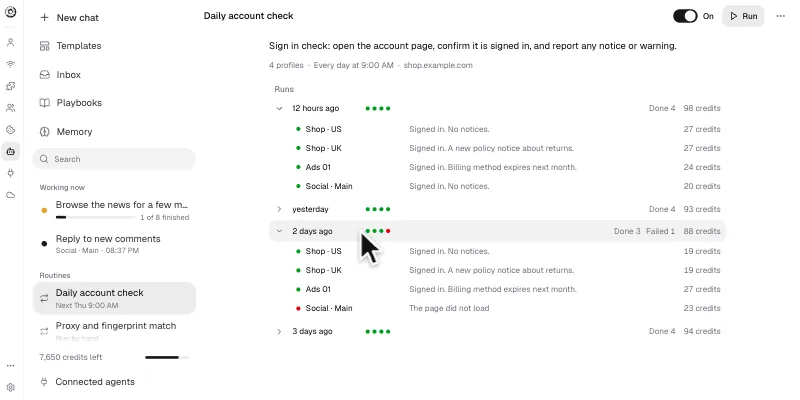 New chat
Templates
Inbox
Playbooks
Memory
Search
Working now
Browse the news for a few m...
1 of 8 finished
Reply to new comments
Social · Main · 08:37 PM
Routines
Daily account check
Next Thu 9:00 AM
Proxy and fingerprint match
Run by hand
7,650 credits left
Connected agents
Daily account check
On
Run
Sign in check: open the account page, confirm it is signed in, and report any notice or warning.
4 profiles · Every day at 9:00 AM · shop.example.com
Runs
12 hours ago Done 4 98 credits
Shop · US Signed in. No notices. 27 credits
Shop · UK Signed in. A new policy notice about returns. 27 credits
Ads 01 Signed in. Billing method expires next month. 24 credits
Social · Main Signed in. No notices. 20 credits
yesterday Done 4 93 credits
2 days ago Done 3 Failed 1 88 credits
Shop · US Signed in. No notices. 19 credits
Shop · UK Signed in. A new policy notice about returns. 19 credits
Ads 01 Signed in. Billing method expires next month. 27 credits
Social · Main The page did not load 23 credits
3 days ago Done 4 94 credits